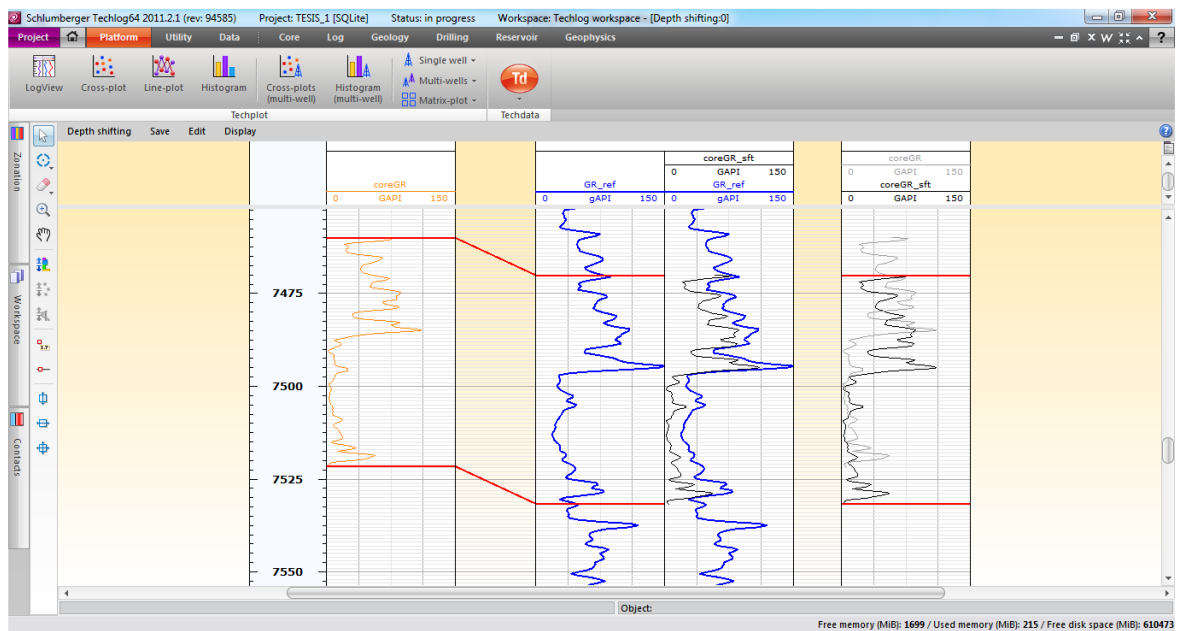 Schlumberger Techlog64 2011.2.1 (rev: 94585) Project: TESIS_1 [SQLite] Status: in progress Workspace: Techlog workspace - [Depth shifting:0]
Project Platform Utility Data Core Log Geology Drilling Reservoir Geophysics X W ?
LogView Cross-plot Line-plot Histogram Cross-plots (multi-well) Histogram (multi-well)
Single well
Multi-wells
Matrix-plot
Td
Techplot Techdata
Depth shifting Save Edit Display ?
Zonation
Workspace
Contacts
coreGR
0 GAPI 150
GR_ref
0 gAPI 150
coreGR_sft
0 GAPI 150
GR_ref
0 gAPI 150
coreGR
0 GAPI 150
coreGR_sft
0 GAPI 150
7475
7500
7525
7550
Object:
Free memory (MiB): 1699 / Used memory (MiB): 215 / Free disk space (MiB): 610473